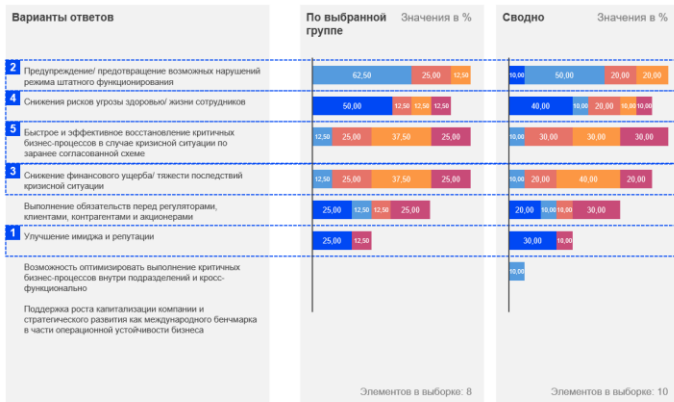 Варианты ответов
По выбранной Значения в %
группе
Сводно Значения в %
2 Предупреждение/ предотвращение возможных нарушений
режима штатного функционирования
62,50 25,00 12,50
10,00 50,00 20,00 20,00
4 Снижения рисков угрозы здоровью/ жизни сотрудников
50,00 12,50 12,50 12,50
40,00 10,00 20,00 10,00 10,00
5 Быстрое и эффективное восстановление критичных
бизнес-процессов в случае кризисной ситуации по
заранее согласованной схеме
12,50 25,00 37,50 25,00
10,00 30,00 30,00 30,00
3 Снижение финансового ущерба/ тяжести последствий
кризисной ситуации
12,50 25,00 37,50 25,00
10,00 20,00 40,00 20,00
Выполнение обязательств перед регуляторами,
клиентами, контрагентами и акционерами
25,00 12,50 12,50 25,00
20,00 10,00 10,00 30,00
1 Улучшение имиджа и репутации
25,00 12,50
30,00 10,00
Возможность оптимизировать выполнение критичных
бизнес-процессов внутри подразделений и кросс-
функционально
10,00
Поддержка роста капитализации компании и
стратегического развития как международного бенчмарка
в части операционной устойчивости бизнеса
Элементов в выборке: 8
Элементов в выборке: 10